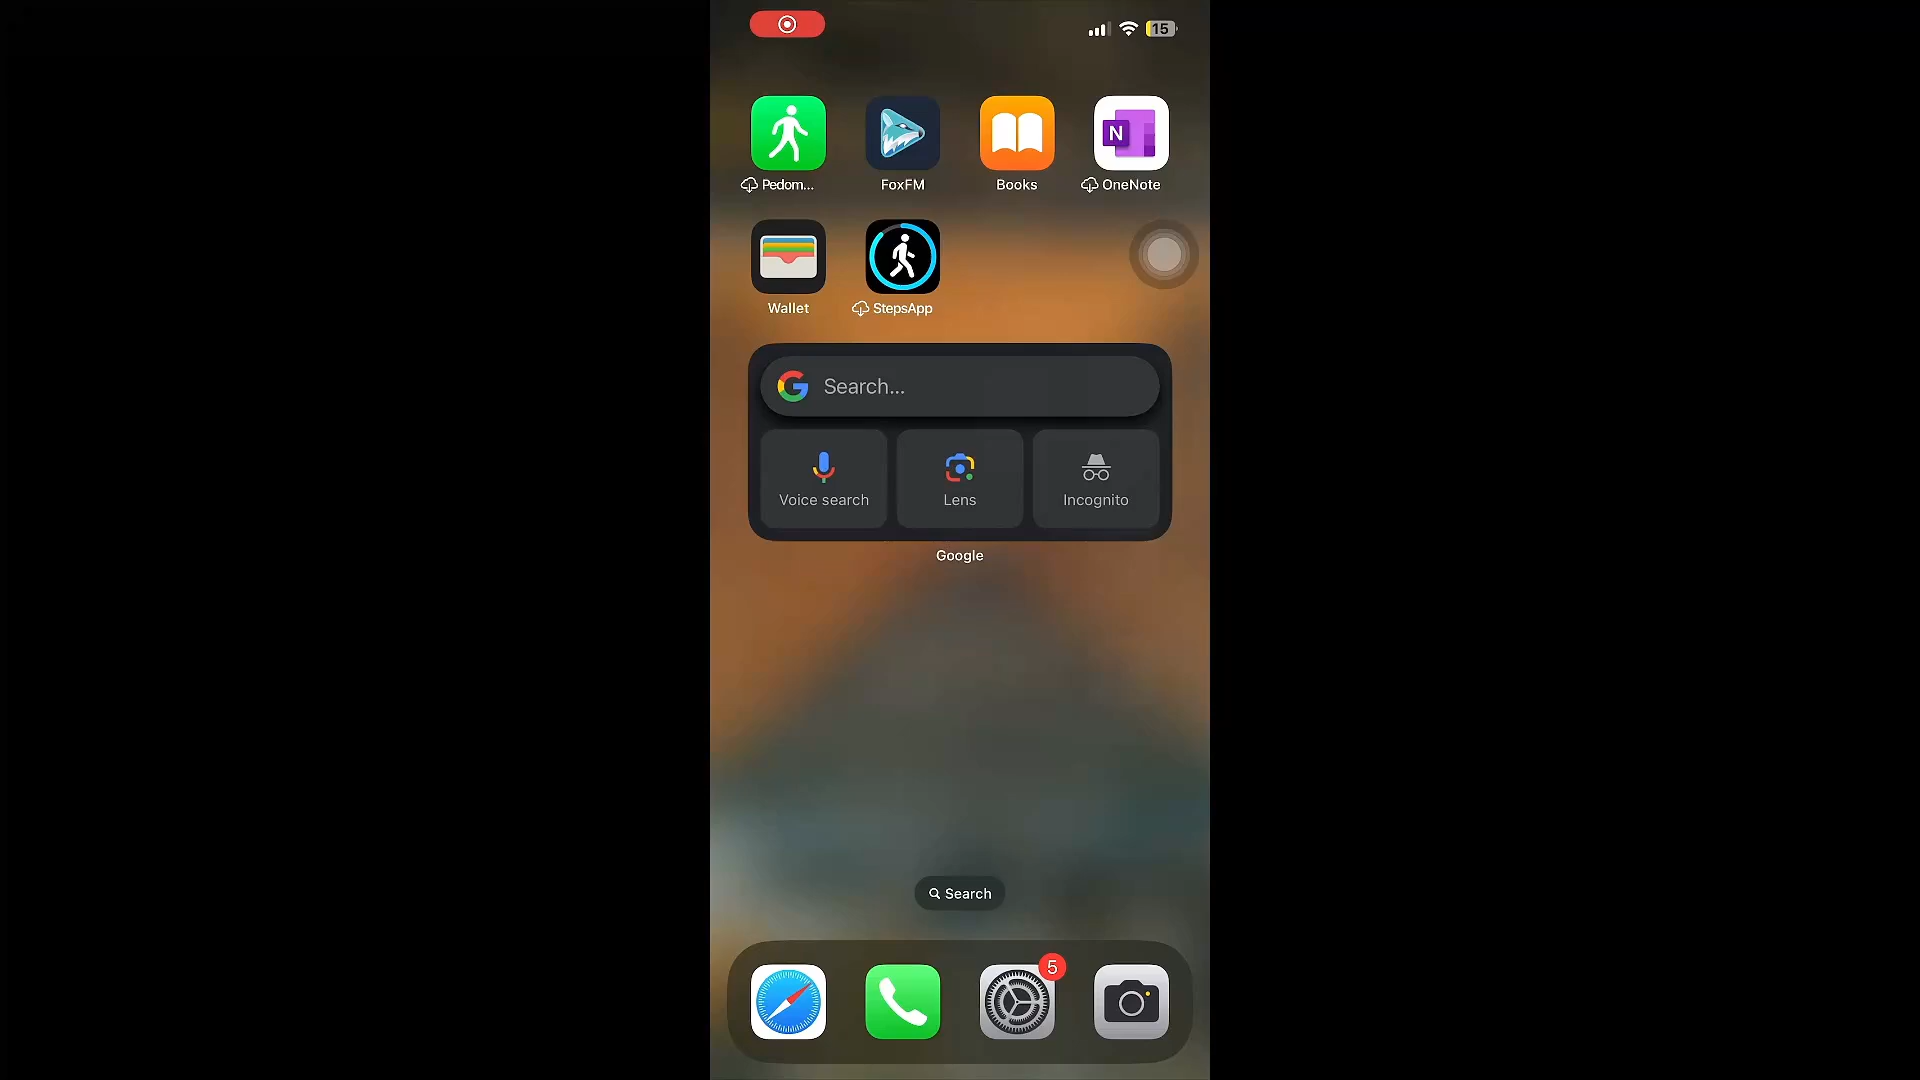 15
Pedom... FoxFM Books OneNote
N
Wallet StepsApp
Search...
Voice search Lens Incognito
Google
Search
5